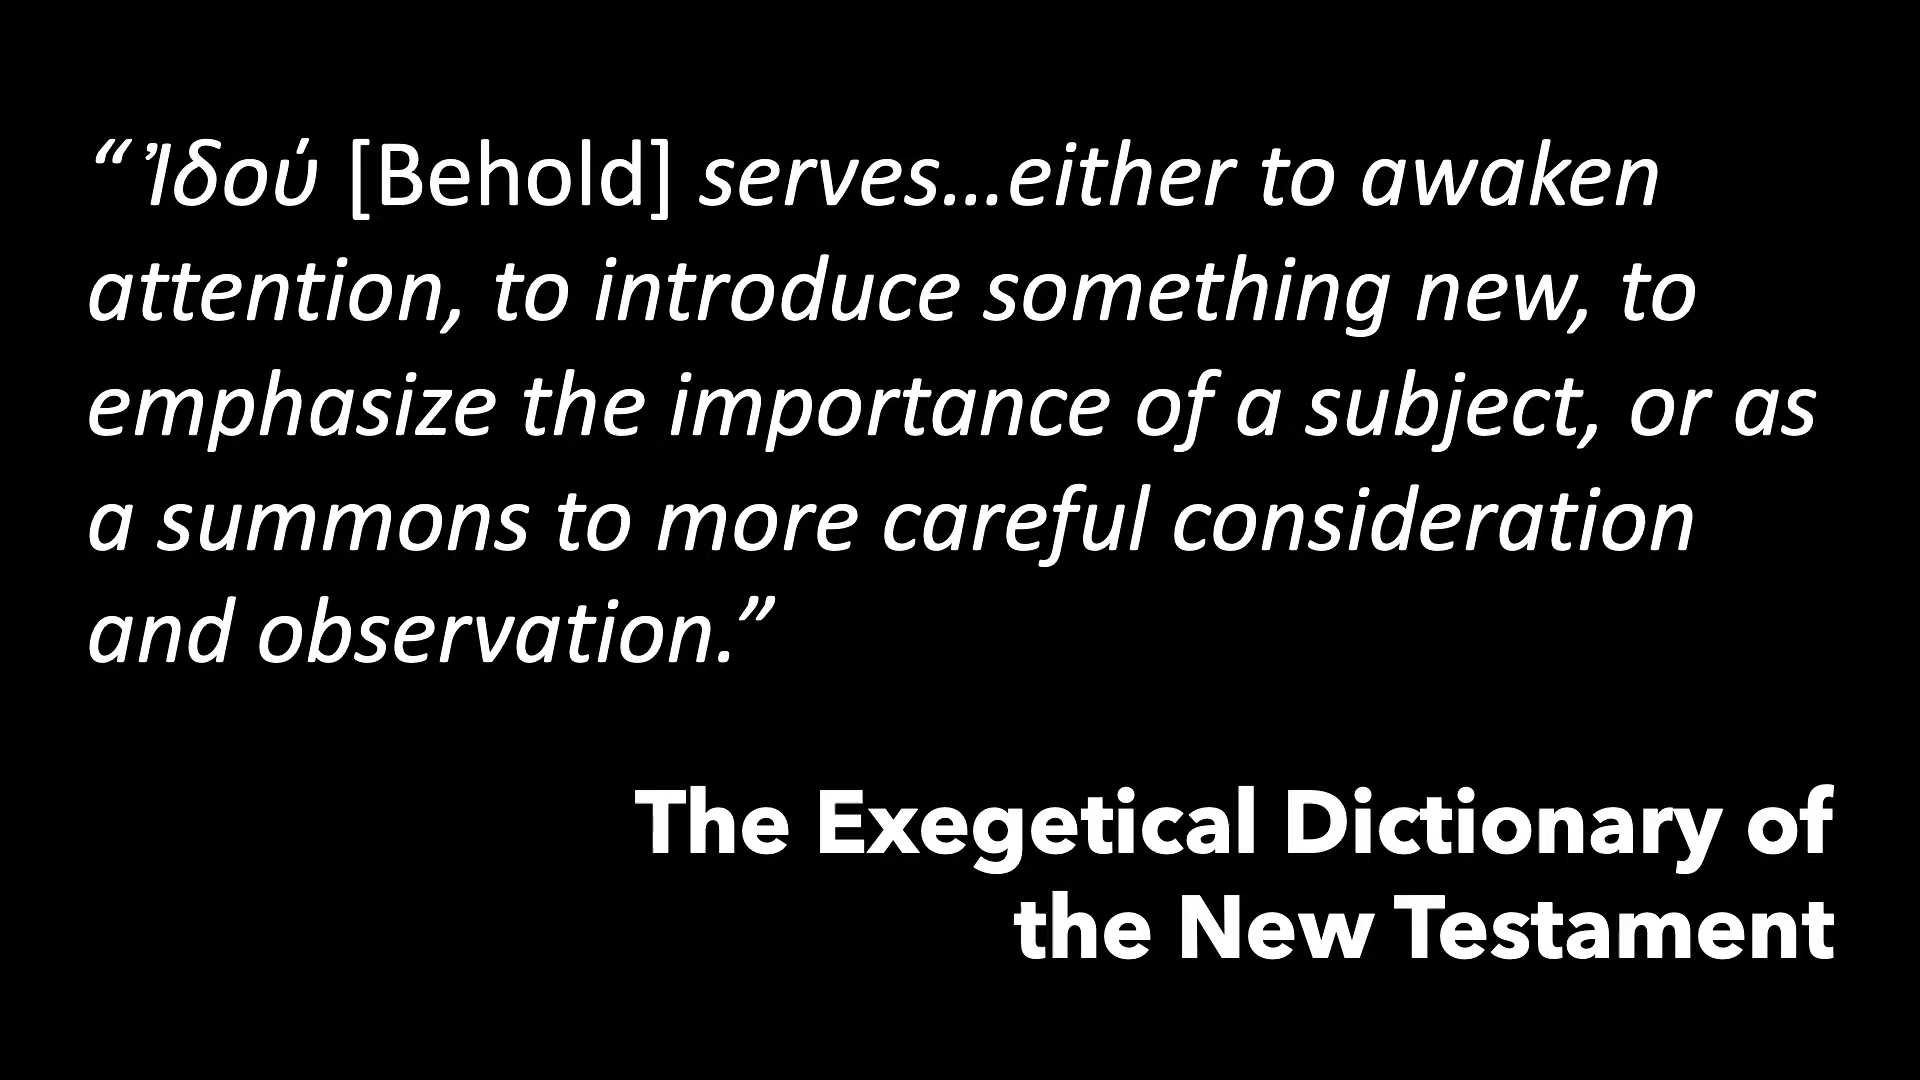 “Ἰδού [Behold] serves...either to awaken
attention, to introduce something new, to
emphasize the importance of a subject, or as
a summons to more careful consideration
and observation.”
The Exegetical Dictionary of
the New Testament